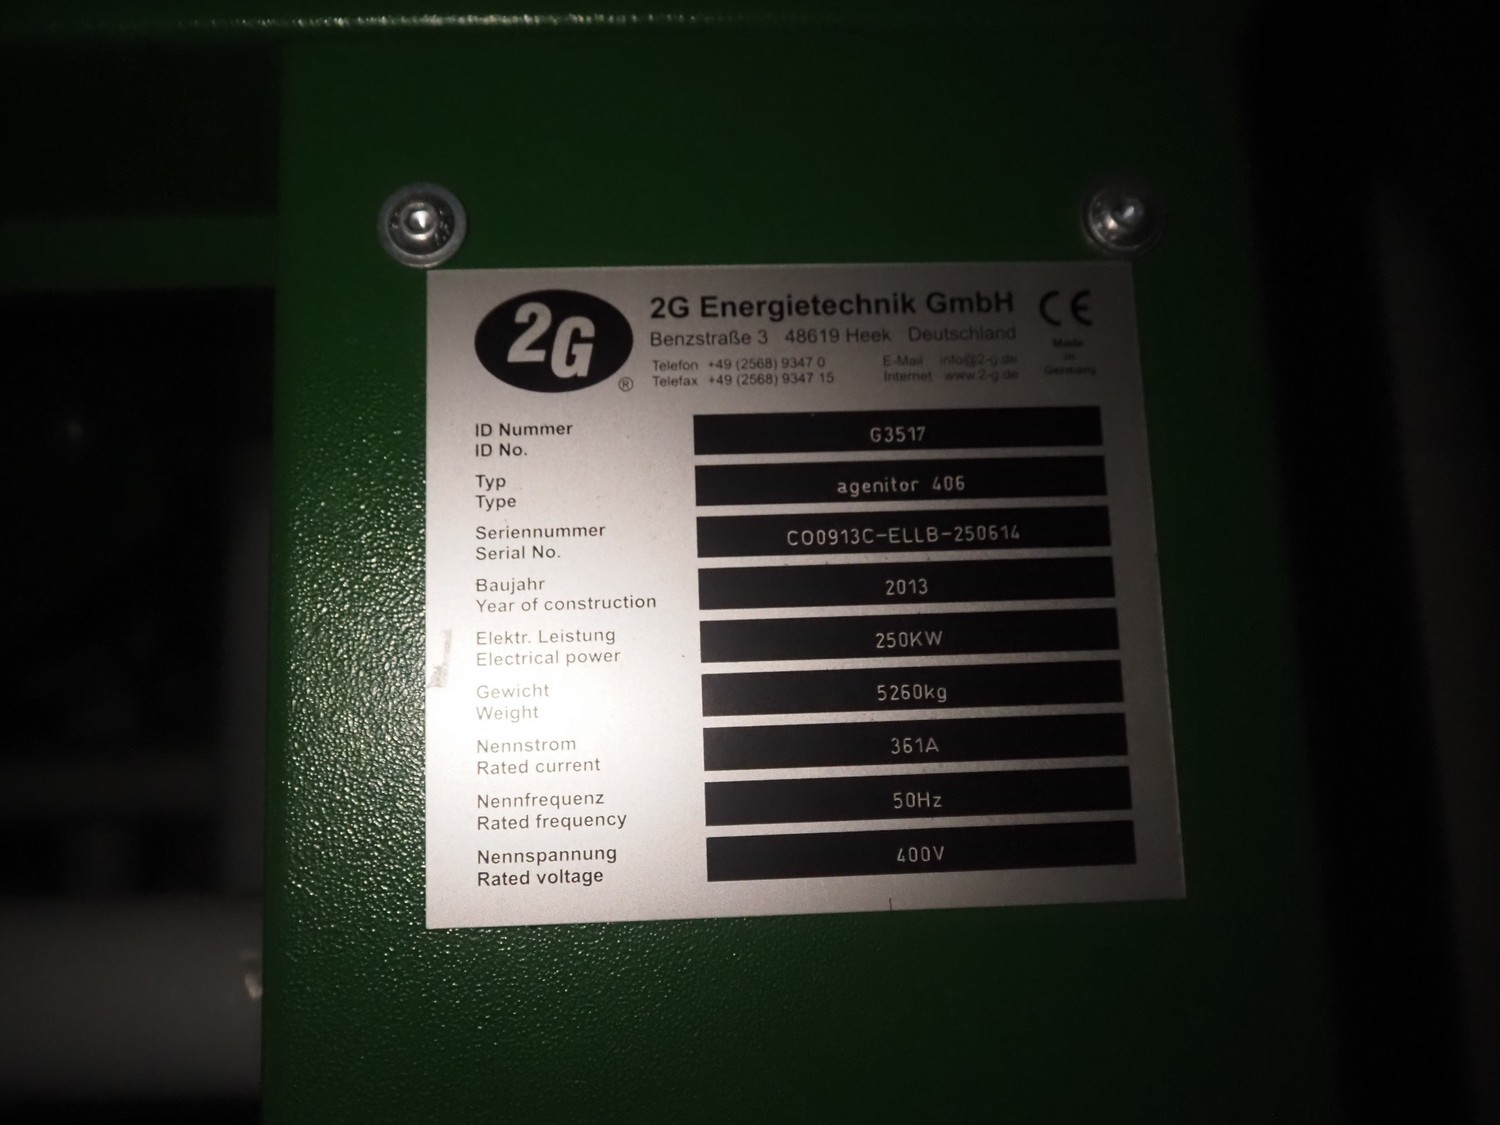 2G
®
2G Energietechnik GmbH
Benzstraße 3 48619 Heek Deutschland
Telefon +49 (2568) 9347 0 E-Mail info@2-g.de
Telefax +49 (2568) 9347 15 Internet www.2-g.de
CE
Made
in
Germany
ID Nummer
ID No.
G3517
Typ
Type
agenitor 406
Seriennummer
Serial No.
CO0913C-ELLB-250614
Baujahr
Year of construction
2013
Elektr. Leistung
Electrical power
250KW
Gewicht
Weight
5260kg
Nennstrom
Rated current
361A
Nennfrequenz
Rated frequency
50Hz
Nennspannung
Rated voltage
400V